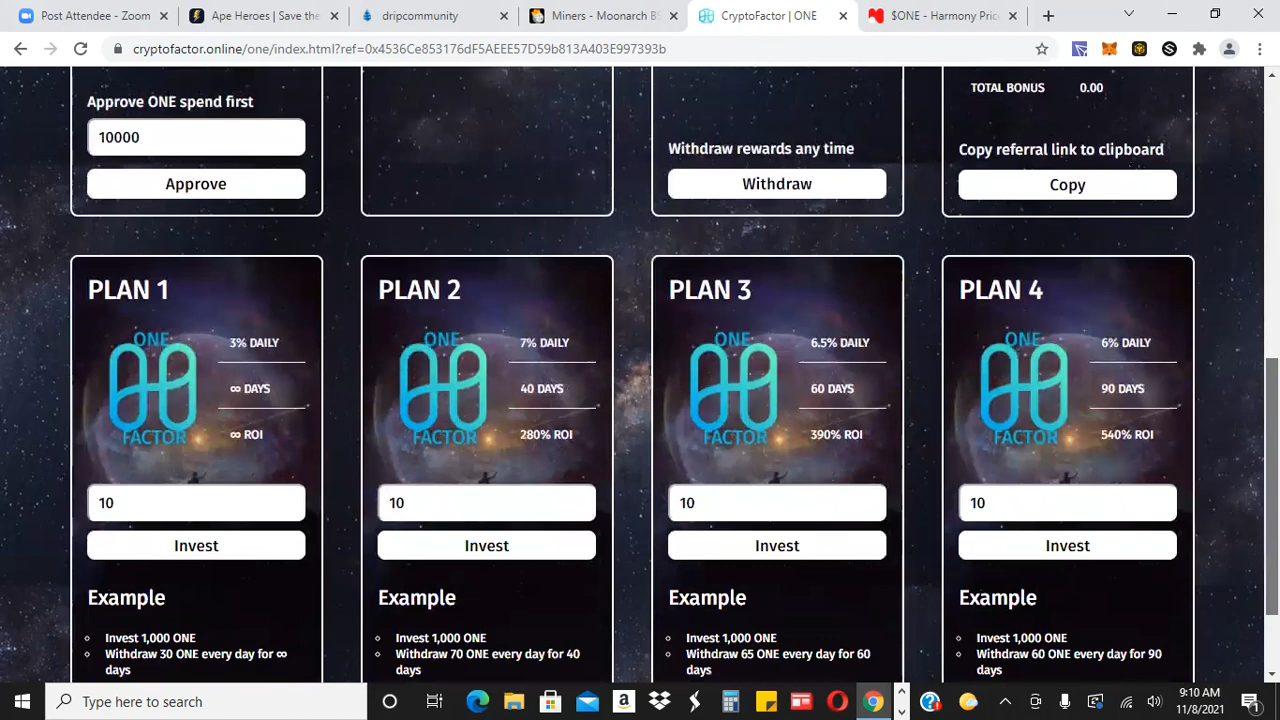 Post Attendee - Zoom
Ape Heroes | Save the
dripcommunity
Miners - Moonarch BS
CryptoFactor | ONE
$ONE - Harmony Pric
cryptofactor.online/one/index.html?ref=0x4536Ce853176dF5AEEE57D59b813A403E997393b
Approve ONE spend first
10000
Approve
Withdraw rewards any time
Withdraw
TOTAL BONUS 0.00
Copy referral link to clipboard
Copy
PLAN 1
ONE
FACTOR
3% DAILY
∞ DAYS
∞ ROI
10
Invest
Example
Invest 1,000 ONE
Withdraw 30 ONE every day for ∞
days
PLAN 2
ONE
FACTOR
7% DAILY
40 DAYS
280% ROI
10
Invest
Example
Invest 1,000 ONE
Withdraw 70 ONE every day for 40
days
PLAN 3
ONE
FACTOR
6.5% DAILY
60 DAYS
390% ROI
10
Invest
Example
Invest 1,000 ONE
Withdraw 65 ONE every day for 60
days
PLAN 4
ONE
FACTOR
6% DAILY
90 DAYS
540% ROI
10
Invest
Example
Invest 1,000 ONE
Withdraw 60 ONE every day for 90
days
Type here to search
9:10 AM
11/8/2021